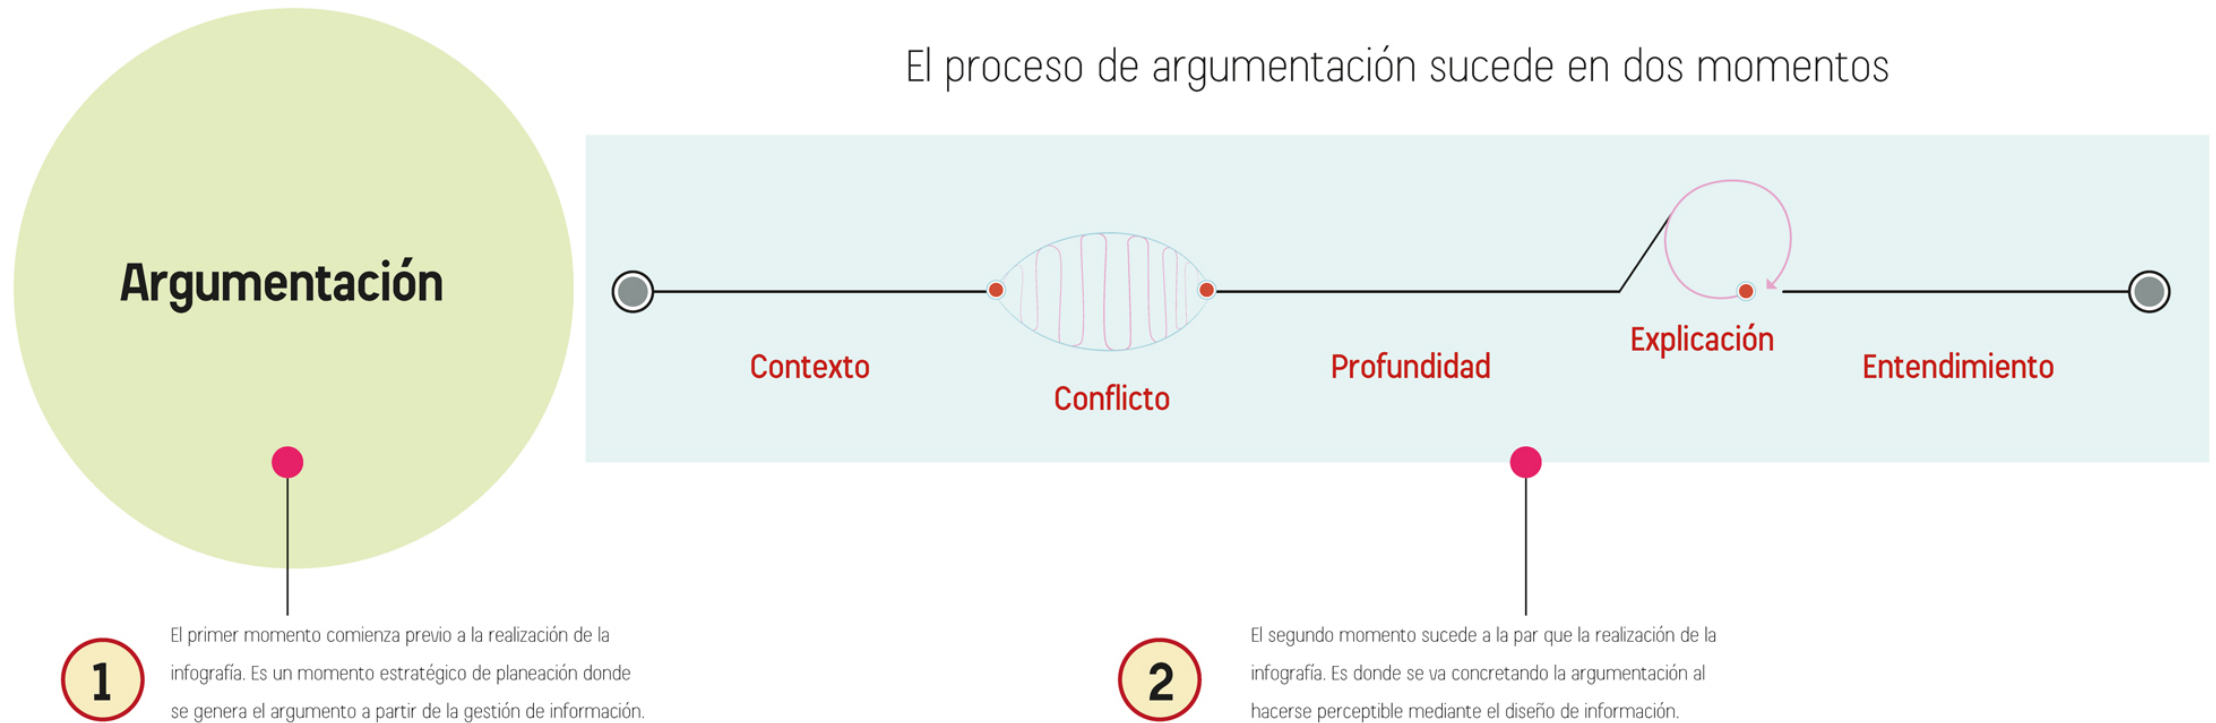 El proceso de argumentación sucede en dos momentos
Argumentación
Contexto
Conflicto
Profundidad
Explicación
Entendimiento
1
El primer momento comienza previo a la realización de la
infografía. Es un momento estratégico de planeación donde
se genera el argumento a partir de la gestión de información.
2
El segundo momento sucede a la par que la realización de la
infografía. Es donde se va concretando la argumentación al
hacerse perceptible mediante el diseño de información.